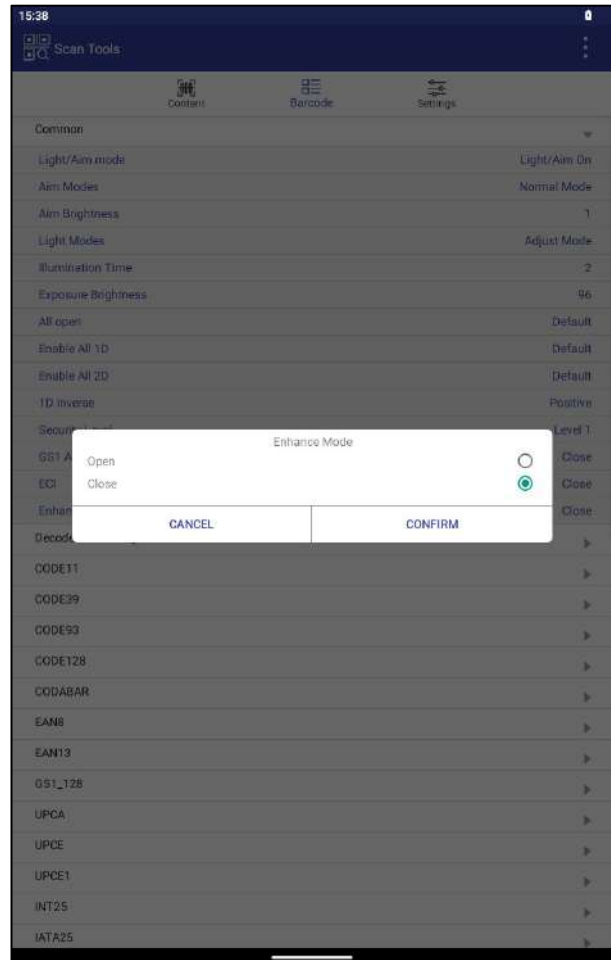 15:38
Scan Tools
Content Barcode Settings
Common
Light/Aim mode Light/Aim On
Aim Modes Normal Mode
Aim Brightness 1
Light Modes Adjust Mode
Illumination Time 2
Exposure Brightness 96
All open Default
Enable All 1D Default
Enable All 2D Default
1D Inverse Positive
Level 1
Enhance Mode
GS1 Close
Open
ECI Close
Close
Close
CANCEL CONFIRM
CODE11
CODE39
CODE93
CODE128
CODABAR
EAN8
EAN13
GS1_128
UPCA
UPCE
UPCE1
INT25
IATA25